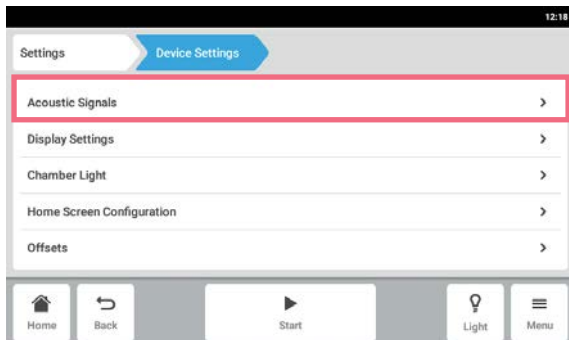 12:18
Settings
Device Settings
Acoustic Signals
Display Settings
Chamber Light
Home Screen Configuration
Offsets
Home
Back
Start
Light
Menu